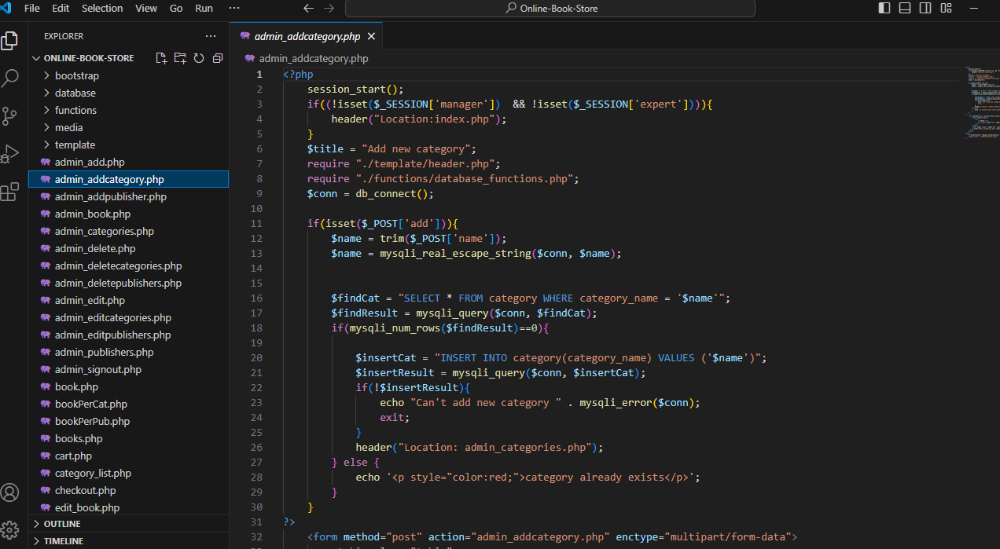 File Edit Selection View Go Run ··· ← → Online-Book-Store
EXPLORER ···
ONLINE-BOOK-STORE
> bootstrap
> database
> functions
> media
> template
admin_add.php
admin_addcategory.php
admin_addpublisher.php
admin_book.php
admin_categories.php
admin_delete.php
admin_deletecategories.php
admin_deletepublishers.php
admin_edit.php
admin_editcategories.php
admin_editpublishers.php
admin_publishers.php
admin_signout.php
book.php
bookPerCat.php
bookPerPub.php
books.php
cart.php
category_list.php
checkout.php
edit_book.php
> OUTLINE
> TIMELINE
admin_addcategory.php ×
admin_addcategory.php
1 <?php
2 session_start();
3 if((!isset($_SESSION['manager']) && !isset($_SESSION['expert']))){
4 header("Location:index.php");
5 }
6 $title = "Add new category";
7 require "./template/header.php";
8 require "./functions/database_functions.php";
9 $conn = db_connect();
10
11 if(isset($_POST['add'])){
12 $name = trim($_POST['name']);
13 $name = mysqli_real_escape_string($conn, $name);
14
15
16 $findCat = "SELECT * FROM category WHERE category_name = '$name'";
17 $findResult = mysqli_query($conn, $findCat);
18 if(mysqli_num_rows($findResult)==0){
19
20 $insertCat = "INSERT INTO category(category_name) VALUES ('$name')";
21 $insertResult = mysqli_query($conn, $insertCat);
22 if(!$insertResult){
23 echo "Can't add new category " . mysqli_error($conn);
24 exit;
25 }
26 header("Location: admin_categories.php");
27 } else {
28 echo '<p style="color:red;">category already exists</p>';
29 }
30 }
31 ?>
32 <form method="post" action="admin_addcategory.php" enctype="multipart/form-data">